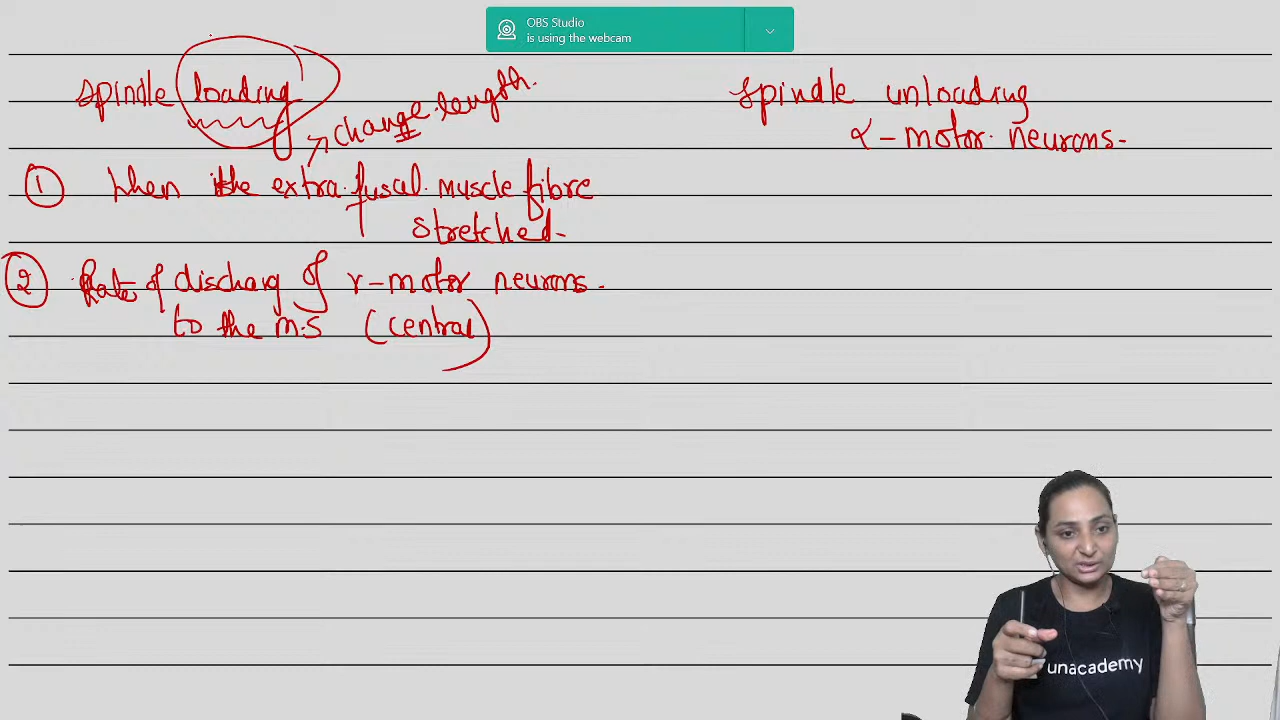 OBS Studio
is using the webcam
spindle loading
change length.
① When the extra fusal muscle fibre
stretched
② Rate of discharg of r-motor neurons.
to the M.S (central)
spindle unloading
α-motor neurons-
unacademy